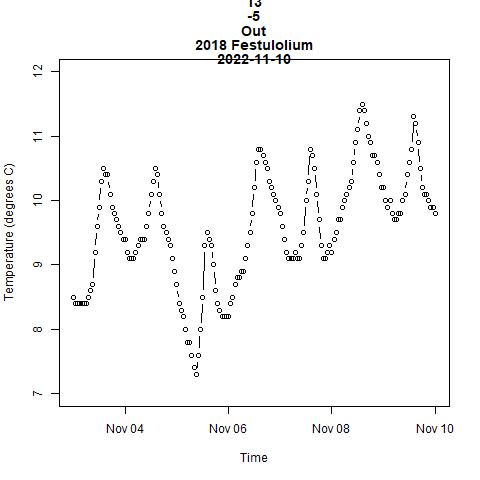 13
-5
Out
2018 Festulolium
2022-11-10
12
11
10
9
8
7
Temperature (degrees C)
Nov 04
Nov 06
Nov 08
Nov 10
Time